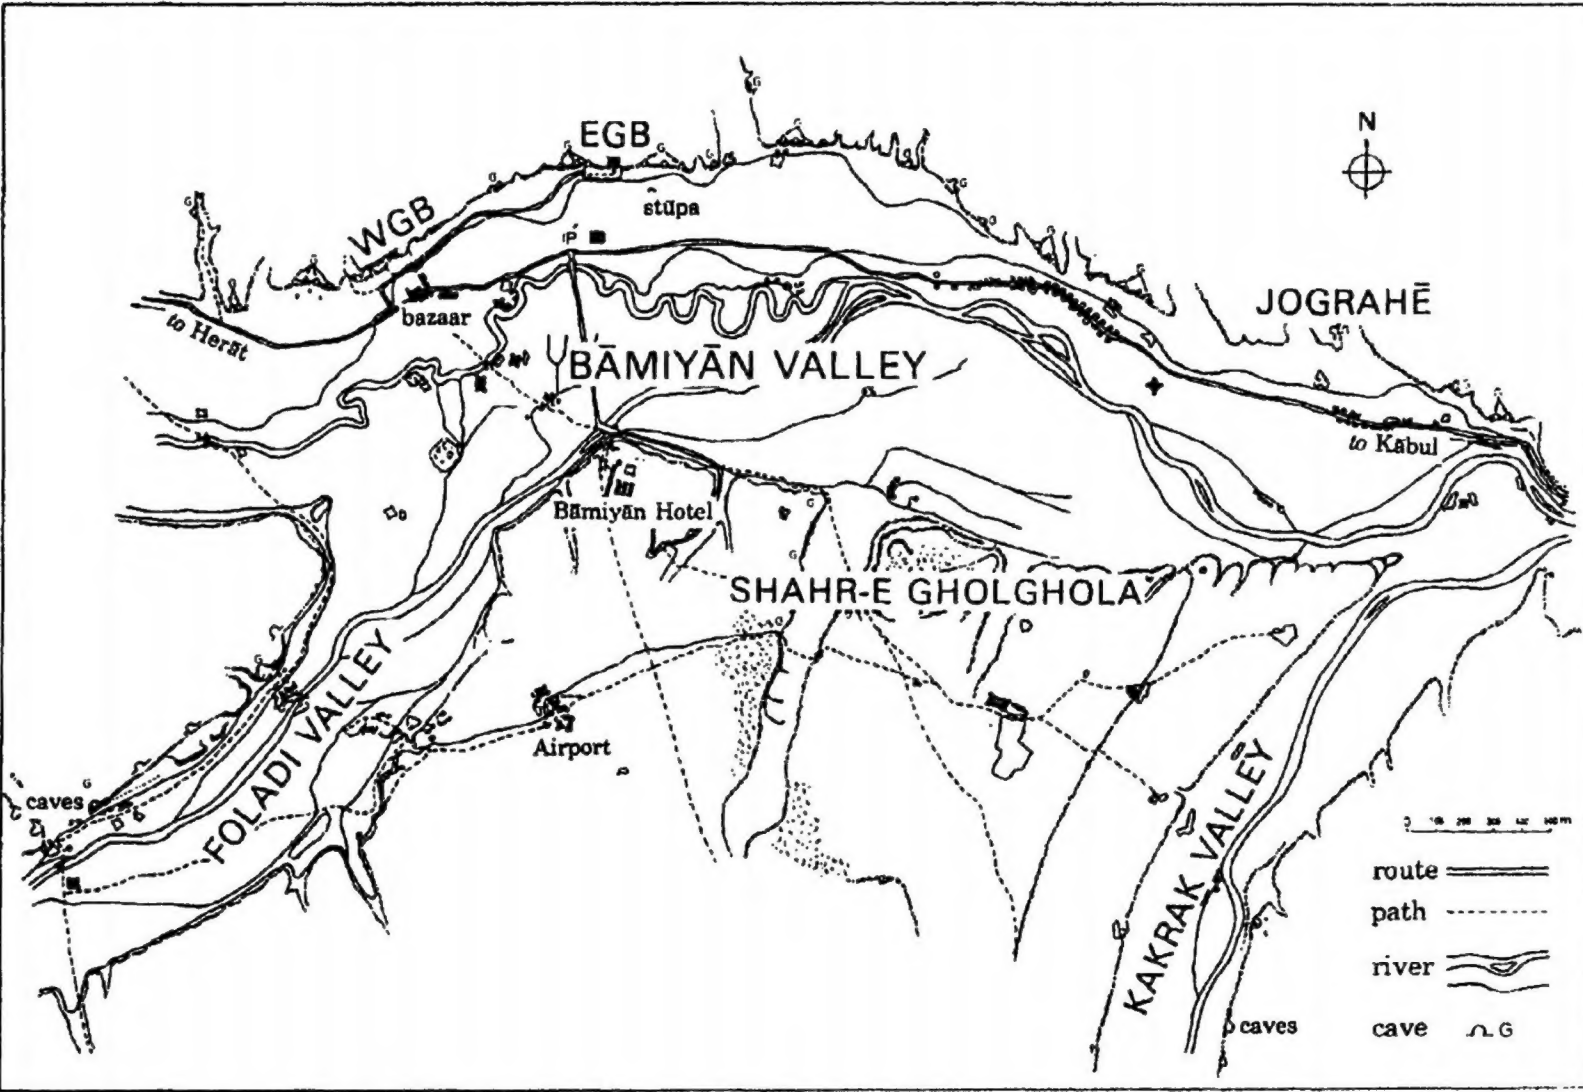 N
EGB
WGB
stūpa
bazaar
to Herāt
JOGRAHĒ
BĀMIYĀN VALLEY
to Kābul
Bāmiyān Hotel
SHAHR-E GHOLGHOLA
FOLADI VALLEY
Airport
caves
KAKRAK VALLEY
caves
route
path
river
cave G